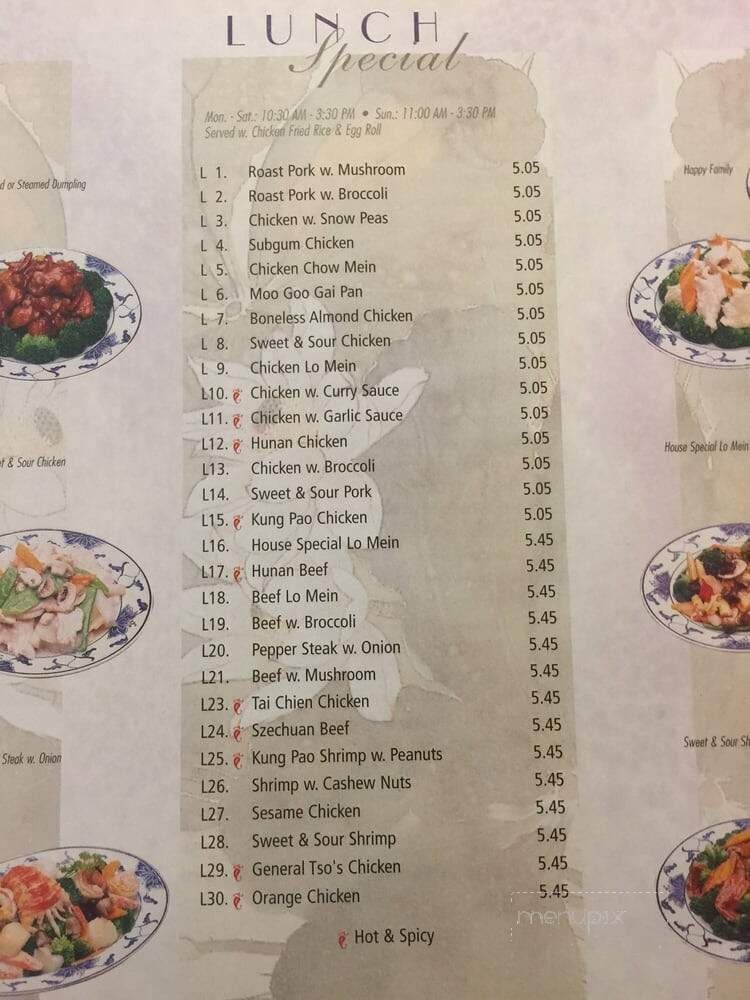 LUNCH
Special
Mon. - Sat.: 10:30 AM - 3:30 PM • Sun.: 11:00 AM - 3:30 PM
Served w. Chicken Fried Rice & Egg Roll
L 1. Roast Pork w. Mushroom 5.05
L 2. Roast Pork w. Broccoli 5.05
L 3. Chicken w. Snow Peas 5.05
L 4. Subgum Chicken 5.05
L 5. Chicken Chow Mein 5.05
L 6. Moo Goo Gai Pan 5.05
L 7. Boneless Almond Chicken 5.05
L 8. Sweet & Sour Chicken 5.05
L 9. Chicken Lo Mein 5.05
L10. Chicken w. Curry Sauce 5.05
L11. Chicken w. Garlic Sauce 5.05
L12. Hunan Chicken 5.05
L13. Chicken w. Broccoli 5.05
L14. Sweet & Sour Pork 5.05
L15. Kung Pao Chicken 5.05
L16. House Special Lo Mein 5.45
L17. Hunan Beef 5.45
L18. Beef Lo Mein 5.45
L19. Beef w. Broccoli 5.45
L20. Pepper Steak w. Onion 5.45
L21. Beef w. Mushroom 5.45
L23. Tai Chien Chicken 5.45
L24. Szechuan Beef 5.45
L25. Kung Pao Shrimp w. Peanuts 5.45
L26. Shrimp w. Cashew Nuts 5.45
L27. Sesame Chicken 5.45
L28. Sweet & Sour Shrimp 5.45
L29. General Tso's Chicken 5.45
L30. Orange Chicken 5.45
Hot & Spicy
d or Steamed Dumpling
t & Sour Chicken
Steak w. Onion
Happy Family
House Special Lo Mein
Sweet & Sour Sh
menupix